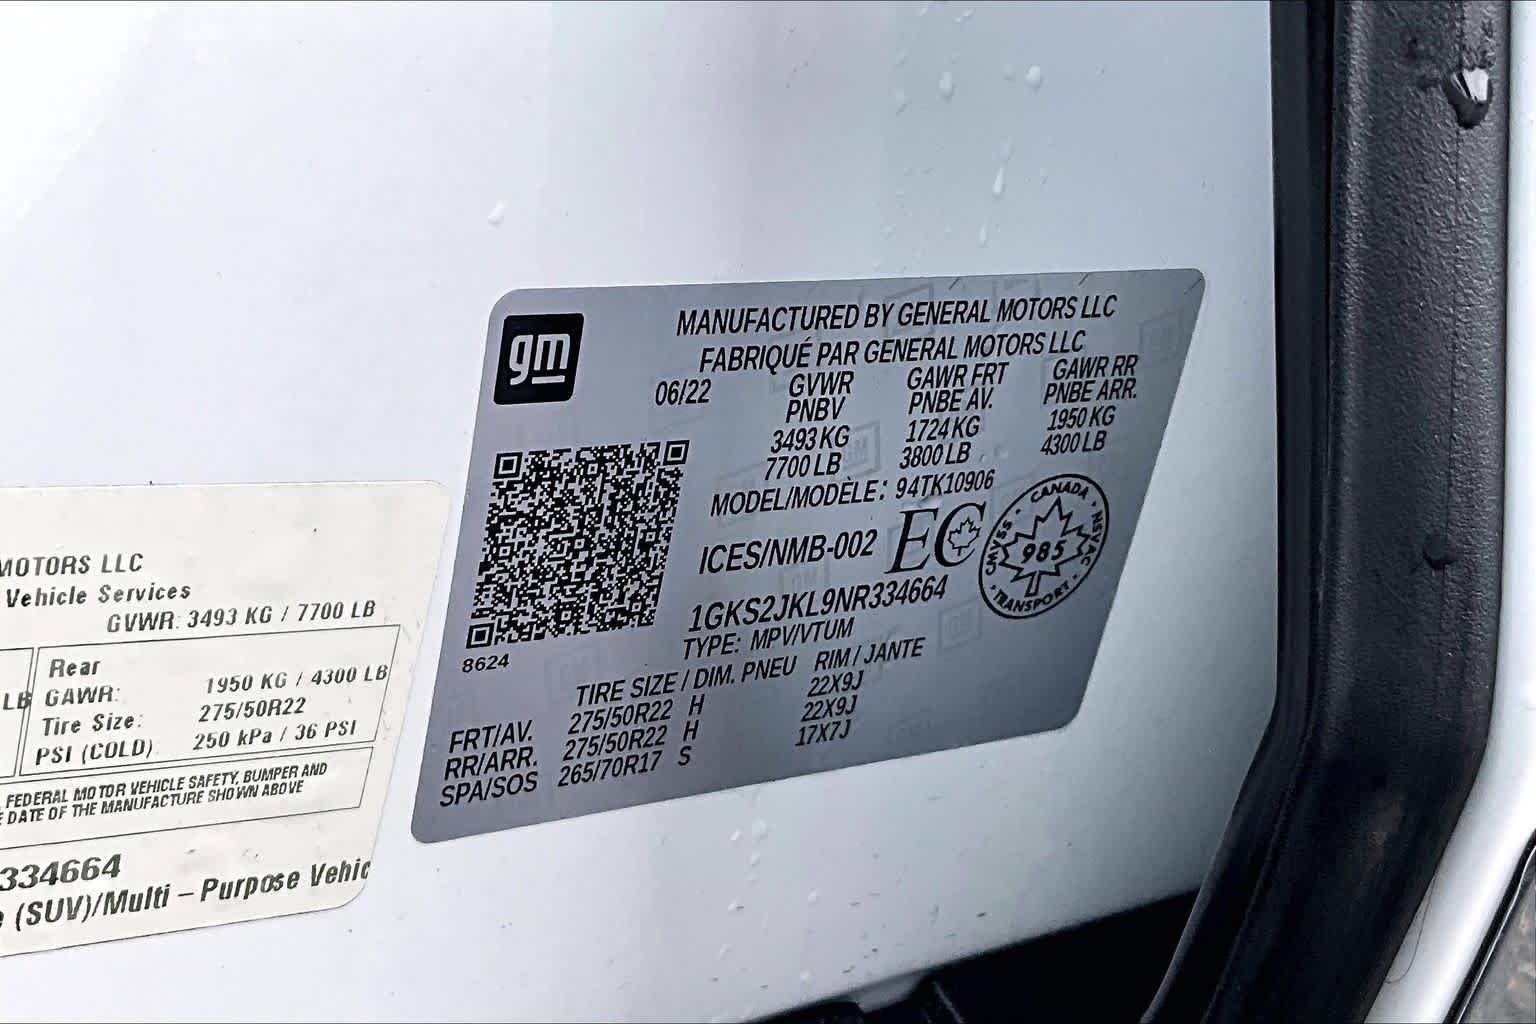 gm
MANUFACTURED BY GENERAL MOTORS LLC
FABRIQUÉ PAR GENERAL MOTORS LLC
06/22 GVWR GAWR FRT GAWR RR
PNBV PNBE AV. PNBE ARR.
3493 KG 1724 KG 1950 KG
7700 LB 3800 LB 4300 LB
MODEL/MODÈLE: 94TK10906
ICES/NMB-002 EC
CANADA · NSVAC · TRANSPORT · CMVSS
985
1GKS2JKL9NR334664
TYPE: MPV/VTUM
8624
TIRE SIZE / DIM. PNEU RIM / JANTE
FRT/AV. 275/50R22 H 22X9J
RR/ARR. 275/50R22 H 22X9J
SPA/SOS 265/70R17 S 17X7J
MOTORS LLC
Vehicle Services
GVWR: 3493 KG / 7700 LB
Rear
LB GAWR: 1950 KG / 4300 LB
Tire Size: 275/50R22
PSI (COLD) 250 kPa / 36 PSI
FEDERAL MOTOR VEHICLE SAFETY, BUMPER AND
E DATE OF THE MANUFACTURE SHOWN ABOVE
334664
e (SUV)/Multi – Purpose Vehic